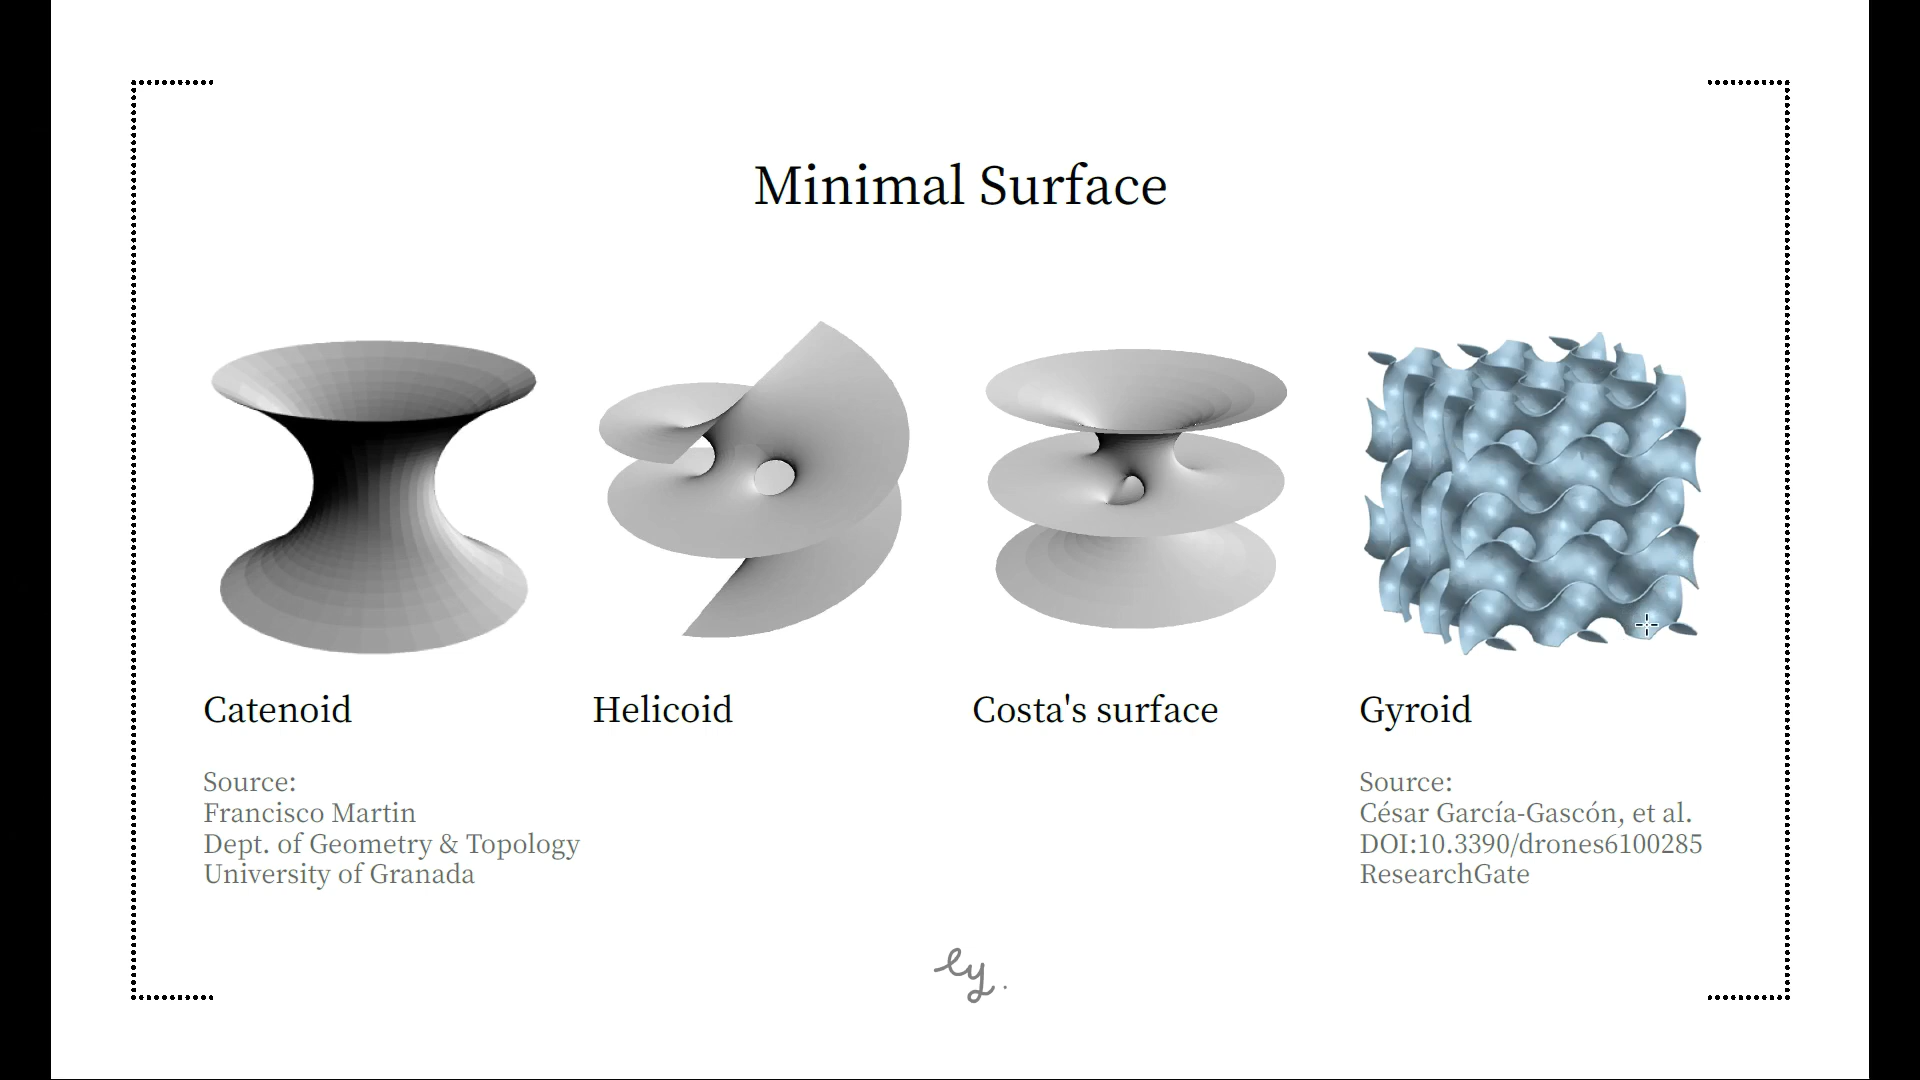 Minimal Surface
Catenoid
Helicoid
Costa's surface
Gyroid
Source:
Francisco Martin
Dept. of Geometry & Topology
University of Granada
Source:
César García-Gascón, et al.
DOI:10.3390/drones6100285
ResearchGate
ly.